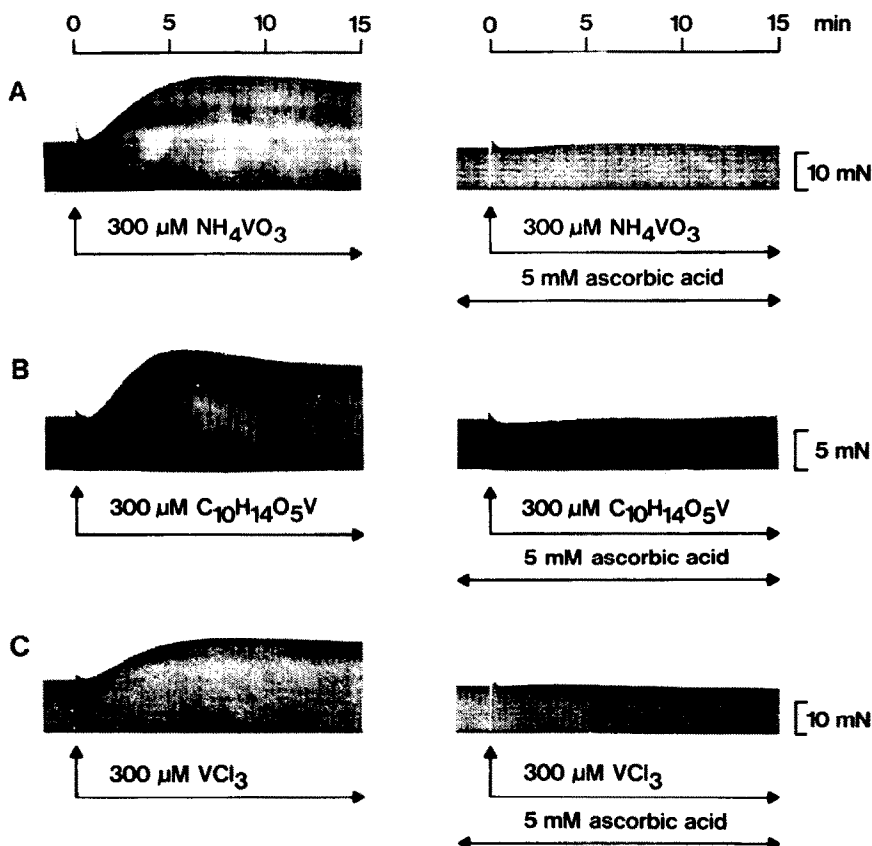 0 5 10 15 0 5 10 15 min
A
10 mN
300 µM NH₄VO₃ 300 µM NH₄VO₃
5 mM ascorbic acid
B
5 mN
300 µM C₁₀H₁₄O₅V 300 µM C₁₀H₁₄O₅V
5 mM ascorbic acid
C
10 mN
300 µM VCl₃ 300 µM VCl₃
5 mM ascorbic acid